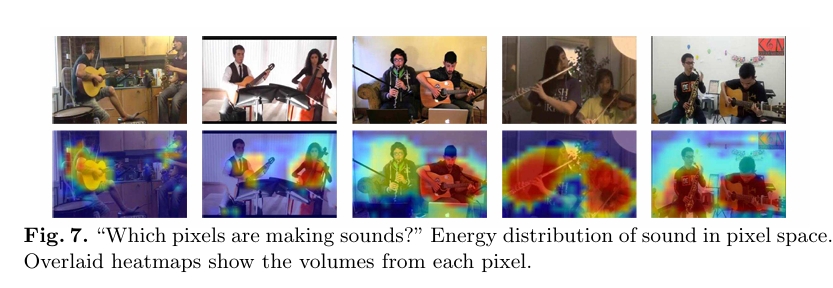 Fig. 7. “Which pixels are making sounds?” Energy distribution of sound in pixel space.
Overlaid heatmaps show the volumes from each pixel.